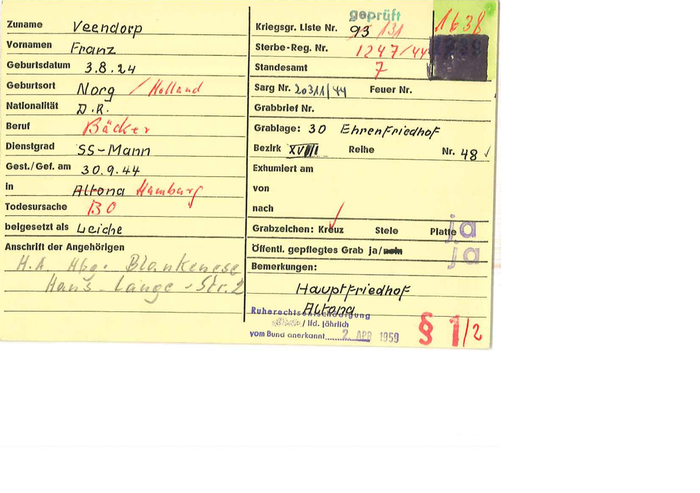 Zuname Veendorp
Vornamen Franz
Geburtsdatum 3.8.24
Geburtsort Norg / Holland
Nationalität D.R.
Beruf Bäcker
Dienstgrad SS-Mann
Gest./Gef. am 30.9.44
in Altona Hamburg
Todesursache BO
beigesetzt als Leiche
Anschrift der Angehörigen
H.A. Hbg. Blankenese
Hans-Lange-Str. 2
geprüft
Kriegsgr. Liste Nr. 93 131
1638
Sterbe-Reg. Nr. 1247/44
Standesamt 7
Sarg Nr. 20311/44 Feuer Nr.
Grabbrief Nr.
Grablage: 30 Ehrenfriedhof
Bezirk Reihe Nr. 48
Exhumiert am
von
nach
Grabzeichen: Kreuz Stele Platte ja
Öffentl. gepflegtes Grab ja/nein ja
Bemerkungen:
Hauptfriedhof
Altona
Ruherechtsentschädigung
/ lfd. jährlich
vom Bund anerkannt 2. APR 1959
§ 1/2